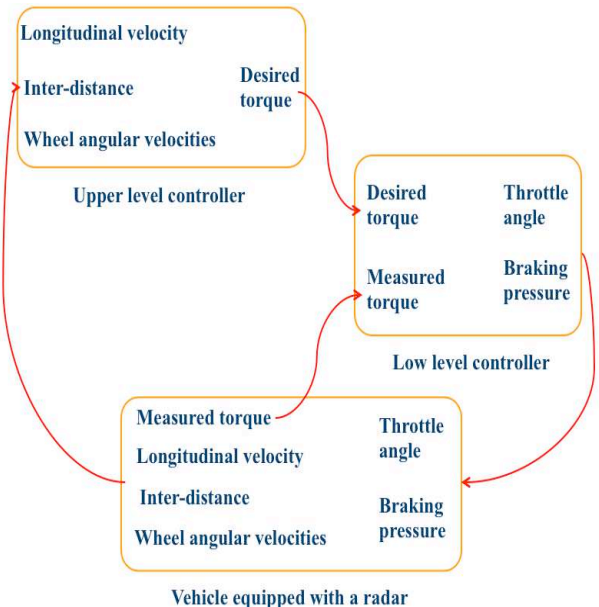 Longitudinal velocity
Inter-distance
Desired
torque
Wheel angular velocities
Upper level controller
Desired
torque
Throttle
angle
Measured
torque
Braking
pressure
Low level controller
Measured torque
Throttle
angle
Longitudinal velocity
Inter-distance
Braking
pressure
Wheel angular velocities
Vehicle equipped with a radar